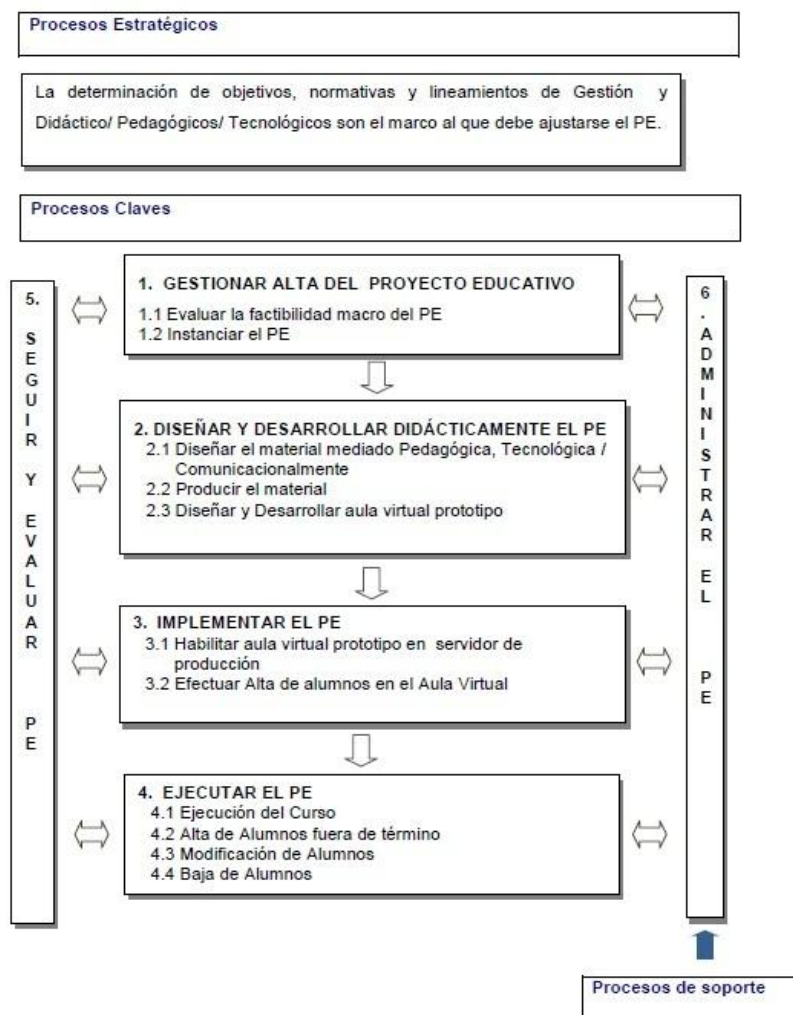 Procesos Estratégicos
La determinación de objetivos, normativas y lineamientos de Gestión y
Didáctico/ Pedagógicos/ Tecnológicos son el marco al que debe ajustarse el PE.
Procesos Claves
5. SEGUIR Y EVALUAR PE
1. GESTIONAR ALTA DEL PROYECTO EDUCATIVO
1.1 Evaluar la factibilidad macro del PE
1.2 Instanciar el PE
2. DISEÑAR Y DESARROLLAR DIDÁCTICAMENTE EL PE
2.1 Diseñar el material mediado Pedagógica, Tecnológica /
Comunicacionalmente
2.2 Producir el material
2.3 Diseñar y Desarrollar aula virtual prototipo
3. IMPLEMENTAR EL PE
3.1 Habilitar aula virtual prototipo en servidor de
producción
3.2 Efectuar Alta de alumnos en el Aula Virtual
4. EJECUTAR EL PE
4.1 Ejecución del Curso
4.2 Alta de Alumnos fuera de término
4.3 Modificación de Alumnos
4.4 Baja de Alumnos
6. ADMINISTRAR EL PE
Procesos de soporte